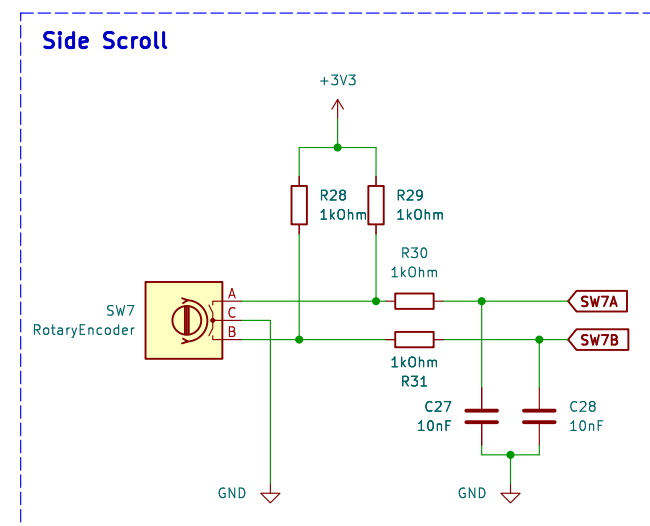 Side Scroll
+3V3
R28
1kOhm
R29
1kOhm
R30
1kOhm
SW7
RotaryEncoder
A
C
B
SW7A
SW7B
1kOhm
R31
C27
10nF
C28
10nF
GND
GND